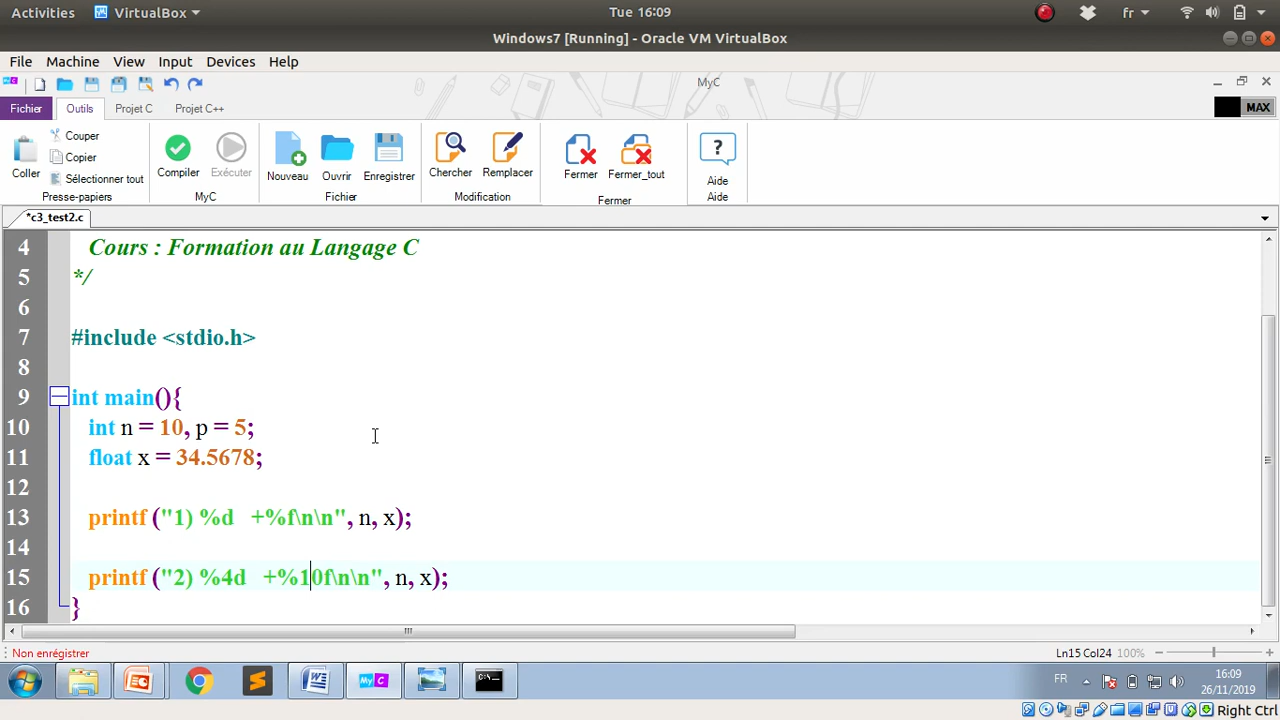 Activities VirtualBox Tue 16:09 fr
Windows7 [Running] - Oracle VM VirtualBox
File Machine View Input Devices Help
MyC
Fichier Outils Projet C Projet C++ MAX
Coller Couper Copier Sélectionner tout
Presse-papiers
Compiler Exécuter
MyC
Nouveau Ouvrir Enregistrer
Fichier
Chercher Remplacer
Modification
Fermer Fermer_tout
Fermer
Aide
Aide
*c3_test2.c
4 Cours : Formation au Langage C
5 */
6
7 #include <stdio.h>
8
9 int main(){
10 int n = 10, p = 5;
11 float x = 34.5678;
12
13 printf ("1) %d   +%f\n\n", n, x);
14
15 printf ("2) %4d   +%10f\n\n", n, x);
16 }
Non enrégistrer Ln15 Col24 100%
FR 16:09
26/11/2019
Right Ctrl